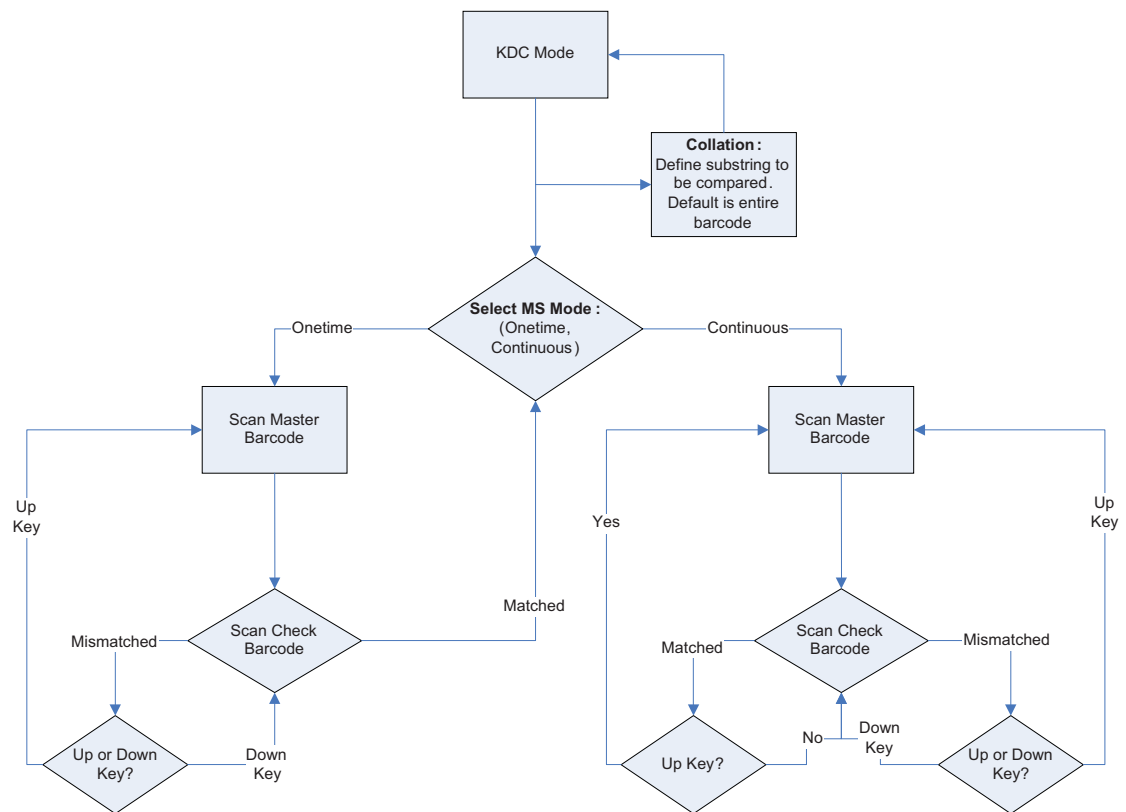 KDC Mode
Collation:
Define substring to
be compared.
Default is entire
barcode
Select MS Mode:
(Onetime,
Continuous)
Onetime
Continuous
Scan Master
Barcode
Scan Master
Barcode
Up
Key
Yes
Up
Key
Matched
Scan Check
Barcode
Mismatched
Scan Check
Barcode
Matched
Mismatched
Up or Down
Key?
Down
Key
Up Key?
No
Down
Key
Up or Down
Key?